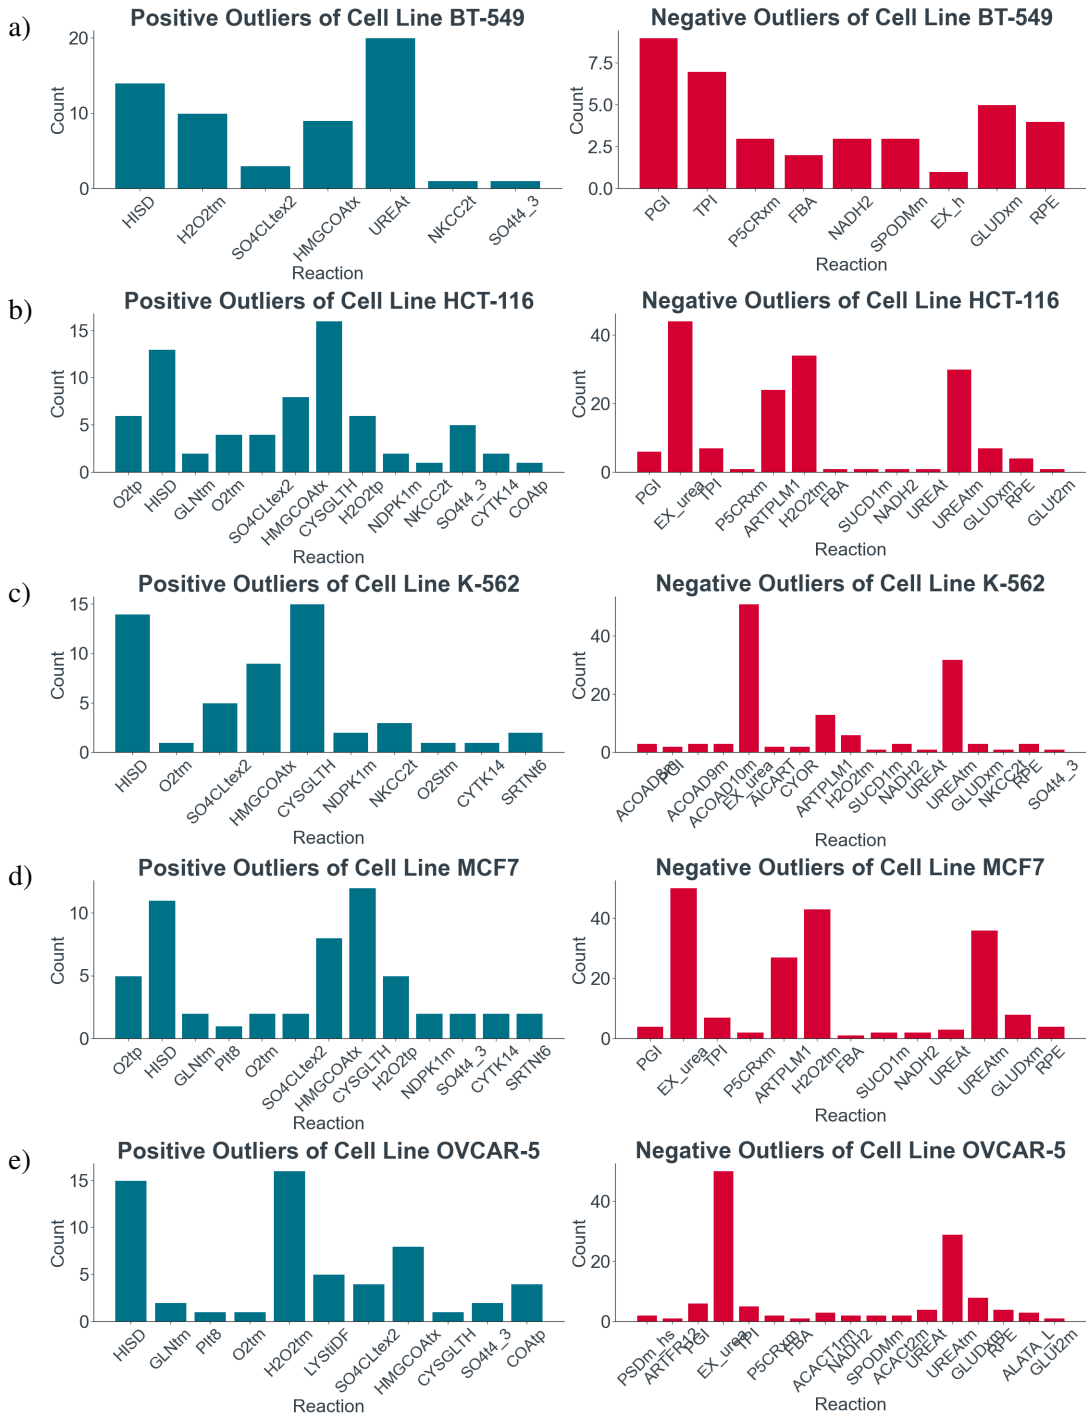 a)
Positive Outliers of Cell Line BT-549
Count
20
10
0
HISD
H2O2tm
SO4CLtex2
HMGCOAtx
UREAt
NKCC2t
SO4t4_3
Reaction
Negative Outliers of Cell Line BT-549
Count
7.5
5.0
2.5
0.0
PGI
TPI
P5CRxm
FBA
NADH2
SPODMm
EX_h
GLUDxm
RPE
Reaction
b)
Positive Outliers of Cell Line HCT-116
Count
15
10
5
0
O2tp
HISD
GLNtm
O2tm
SO4CLtex2
HMGCOAtx
CYSGLTH
H2O2tp
NDPK1m
NKCC2t
SO4t4_3
CYTK14
COAtp
Reaction
Negative Outliers of Cell Line HCT-116
Count
40
20
0
PGI
EX_urea
TPI
P5CRxm
ARTPLM1
H2O2tm
FBA
SUCD1m
NADH2
UREAt
UREAtm
GLUDxm
RPE
GLUt2m
Reaction
c)
Positive Outliers of Cell Line K-562
Count
15
10
5
0
HISD
O2tm
SO4CLtex2
HMGCOAtx
CYSGLTH
NDPK1m
NKCC2t
O2Stm
CYTK14
SRTNt6
Reaction
Negative Outliers of Cell Line K-562
Count
40
20
0
ACOAD8m
PGI
ACOAD9m
ACOAD10m
EX_urea
AICART
CYOR
ARTPLM1
H2O2tm
SUCD1m
NADH2
UREAt
UREAtm
GLUDxm
NKCC2t
RPE
SO4t4_3
Reaction
d)
Positive Outliers of Cell Line MCF7
Count
10
5
0
O2tp
HISD
GLNtm
PIt8
O2tm
SO4CLtex2
HMGCOAtx
CYSGLTH
H2O2tp
NDPK1m
SO4t4_3
CYTK14
SRTNt6
Reaction
Negative Outliers of Cell Line MCF7
Count
40
20
0
PGI
EX_urea
TPI
P5CRxm
ARTPLM1
H2O2tm
FBA
SUCD1m
NADH2
UREAt
UREAtm
GLUDxm
RPE
Reaction
e)
Positive Outliers of Cell Line OVCAR-5
Count
15
10
5
0
HISD
GLNtm
PIt8
O2tm
H2O2tm
LYStiDF
SO4CLtex2
HMGCOAtx
CYSGLTH
SO4t4_3
COAtp
Reaction
Negative Outliers of Cell Line OVCAR-5
Count
40
20
0
PSDm_hs
ARTFR12
PGI
EX_urea
TPI
P5CRxm
FBA
ACACT1rm
NADH2
SPODMm
ACACt2m
UREAt
UREAtm
GLUDxm
RPE
ALATA_L
GLUt2m
Reaction